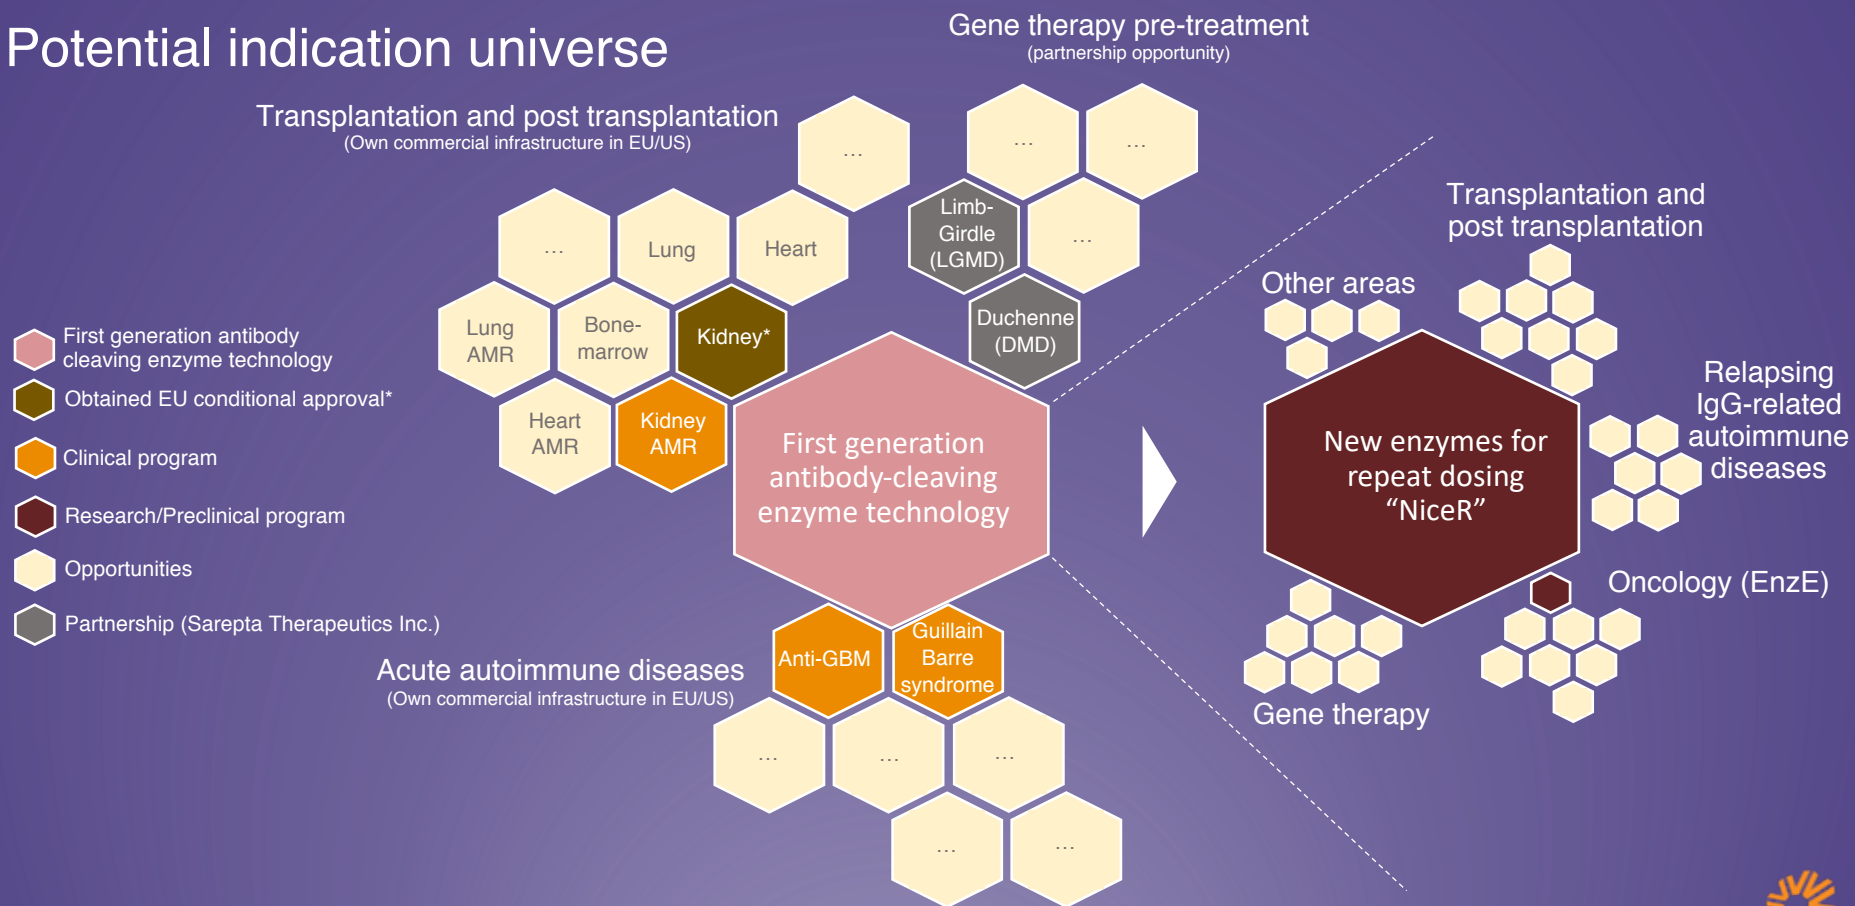 Potential indication universe
Gene therapy pre-treatment
(partnership opportunity)
Transplantation and post transplantation
(Own commercial infrastructure in EU/US)
...
...
...
Limb-
Girdle
(LGMD)
...
Duchenne
(DMD)
...
Lung
Heart
Lung
AMR
Bone-
marrow
Kidney*
Heart
AMR
Kidney
AMR
First generation antibody
cleaving enzyme technology
Obtained EU conditional approval*
Clinical program
Research/Preclinical program
Opportunities
Partnership (Sarepta Therapeutics Inc.)
First generation
antibody-cleaving
enzyme technology
Acute autoimmune diseases
(Own commercial infrastructure in EU/US)
Anti-GBM
Guillain
Barre
syndrome
...
...
...
...
...
Transplantation and
post transplantation
Other areas
Relapsing
IgG-related
autoimmune
diseases
New enzymes for
repeat dosing
“NiceR”
Oncology (EnzE)
Gene therapy